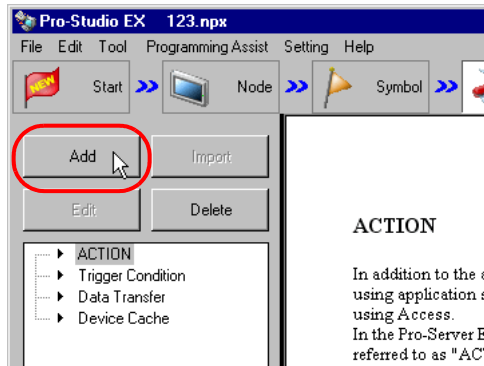 Pro-Studio EX 123.npx
File Edit Tool Programming Assist Setting Help
NEW Start Node Symbol
Add Import
Edit Delete
ACTION
Trigger Condition
Data Transfer
Device Cache
ACTION
In addition to the a
using application s
using Access.
In the Pro-Server E
referred to as "AC